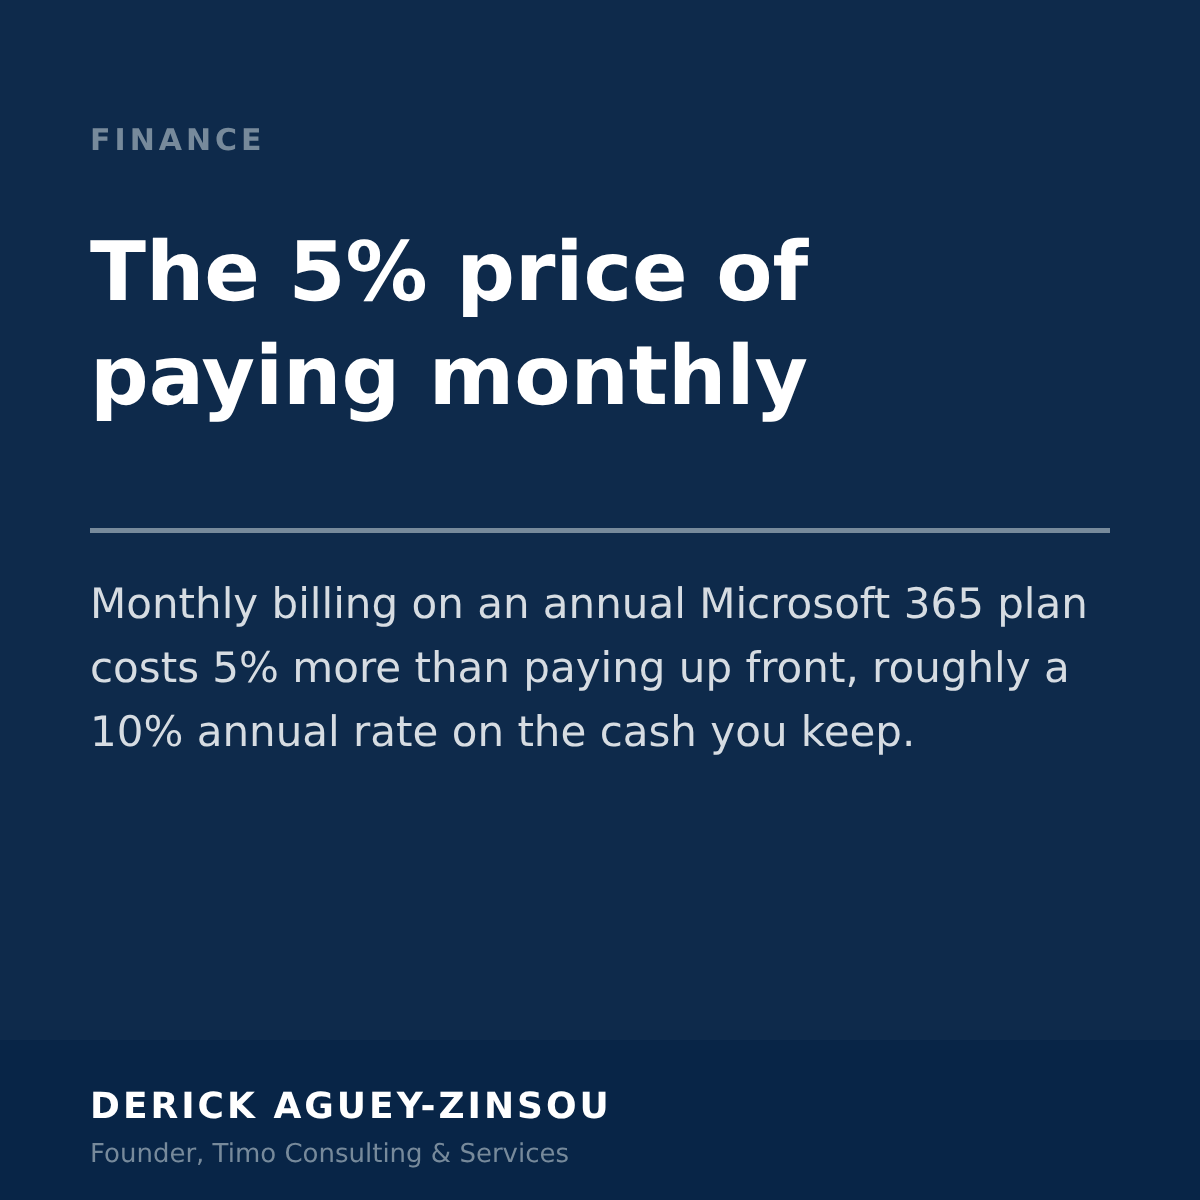 FINANCE
The 5% price of
paying monthly
Monthly billing on an annual Microsoft 365 plan
costs 5% more than paying up front, roughly a
10% annual rate on the cash you keep.
DERICK AGUEY-ZINSOU
Founder, Timo Consulting & Services